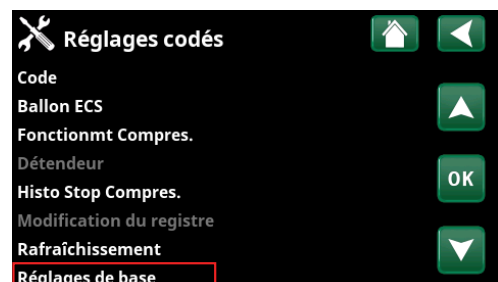 Réglages codés
Code
Ballon ECS
Fonctionmt Compres.
Détendeur
OK
Histo Stop Compres.
Modification du registre
Rafraîchissement
Réglages de base